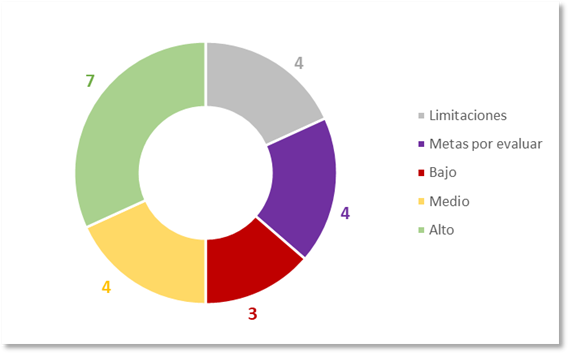 4
7
4
4
3
Limitaciones
Metas por evaluar
Bajo
Medio
Alto